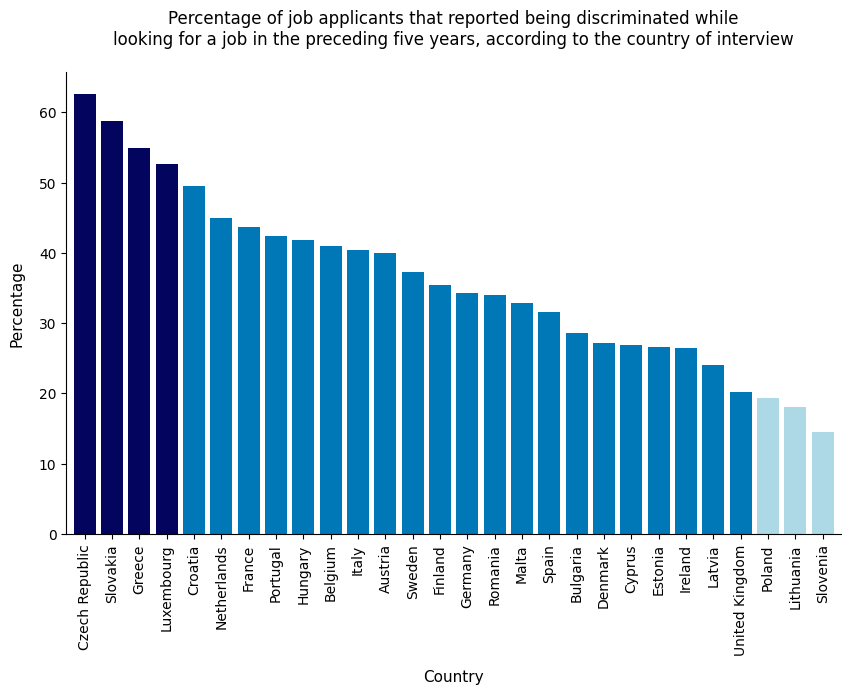 Percentage of job applicants that reported being discriminated while
looking for a job in the preceding five years, according to the country of interview
Percentage
60
50
40
30
20
10
0
Czech Republic
Slovakia
Greece
Luxembourg
Croatia
Netherlands
France
Portugal
Hungary
Belgium
Italy
Austria
Sweden
Finland
Germany
Romania
Malta
Spain
Bulgaria
Denmark
Cyprus
Estonia
Ireland
Latvia
United Kingdom
Poland
Lithuania
Slovenia
Country